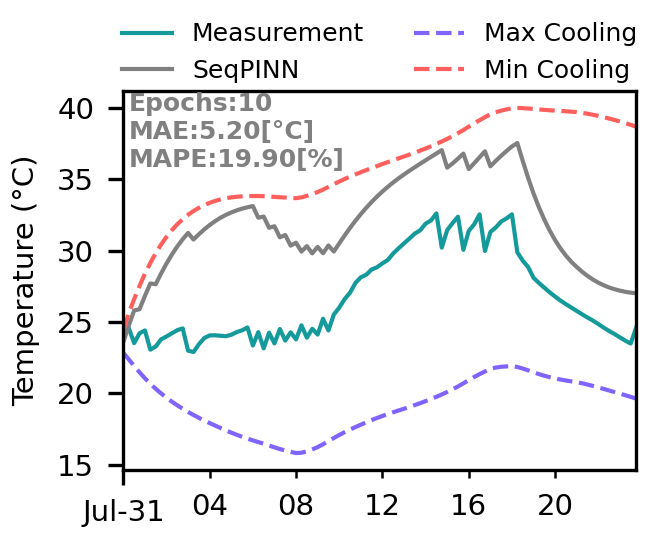 Measurement
Max Cooling
SeqPINN
Min Cooling
Epochs:10
MAE:5.20[°C]
MAPE:19.90[%]
Temperature (°C)
40
35
30
25
20
15
Jul-31
04
08
12
16
20